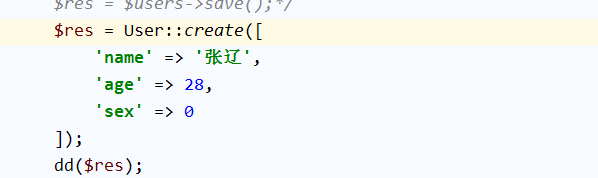 $res = $users->save();*/
$res = User::create([
'name' => '张辽',
'age' => 28,
'sex' => 0
]);
dd($res);